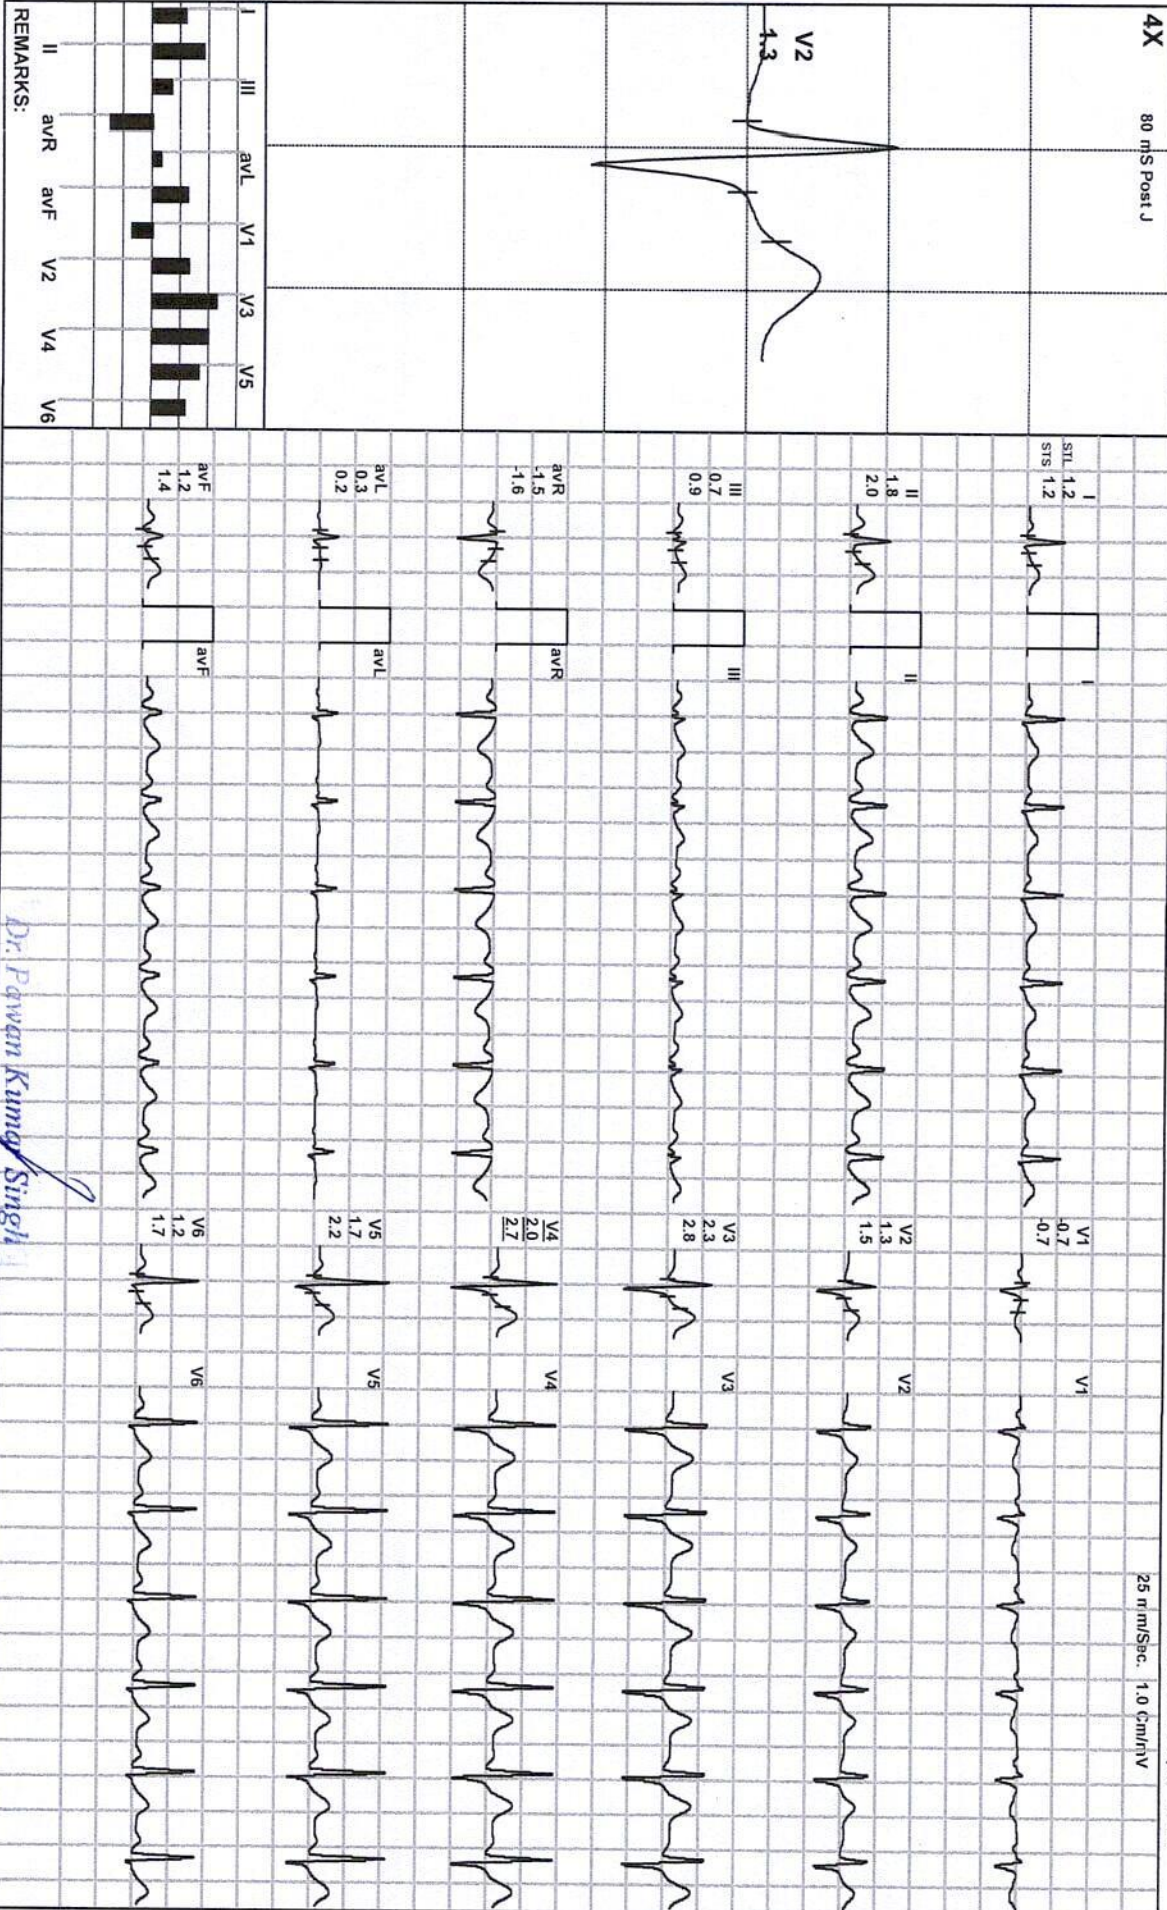 4X
80 mS Post J
25 mm/Sec. 1.0 Cm/mV
V2
1.3
I
STL 1.2
STS 1.2
I
V1
-0.7
-0.7
V1
II
1.8
2.0
II
V2
1.3
1.5
V2
III
0.7
0.9
III
V3
2.3
2.8
V3
avR
-1.5
-1.6
avR
V4
2.0
2.7
V4
avL
0.3
0.2
avL
V5
1.7
2.2
V5
avF
1.2
1.4
avF
V6
1.2
1.7
V6
I III avL V1 V3 V5
II avR avF V2 V4 V6
REMARKS:
Dr. Pawan Kumar Singh